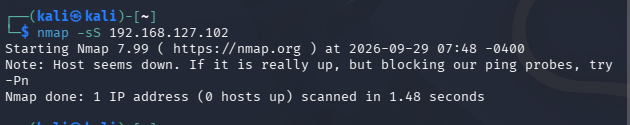 ┌──(kali㉿kali)-[~]
└─$ nmap -sS 192.168.127.102
Starting Nmap 7.99 ( https://nmap.org ) at 2026-09-29 07:48 -0400
Note: Host seems down. If it is really up, but blocking our ping probes, try
-Pn
Nmap done: 1 IP address (0 hosts up) scanned in 1.48 seconds
┌──(kali㉿kali)-[~]